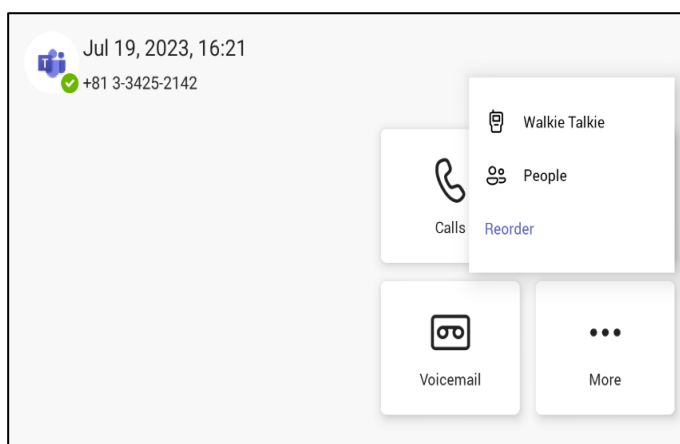 Jul 19, 2023, 16:21
T
+81 3-3425-2142
Walkie Talkie
People
Calls
Reorder
Voicemail
More